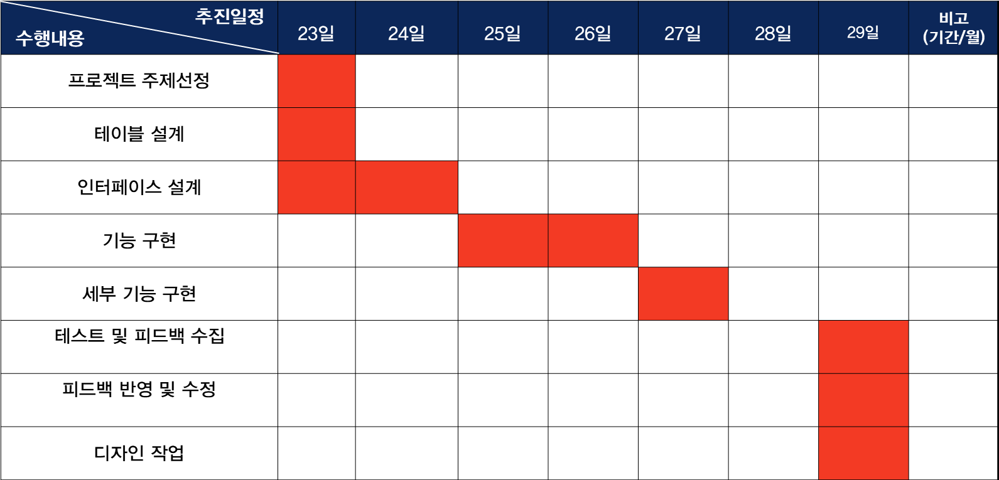 추진일정
수행내용
23일
24일
25일
26일
27일
28일
29일
비고
(기간/월)
프로젝트 주제선정
테이블 설계
인터페이스 설계
기능 구현
세부 기능 구현
테스트 및 피드백 수집
피드백 반영 및 수정
디자인 작업